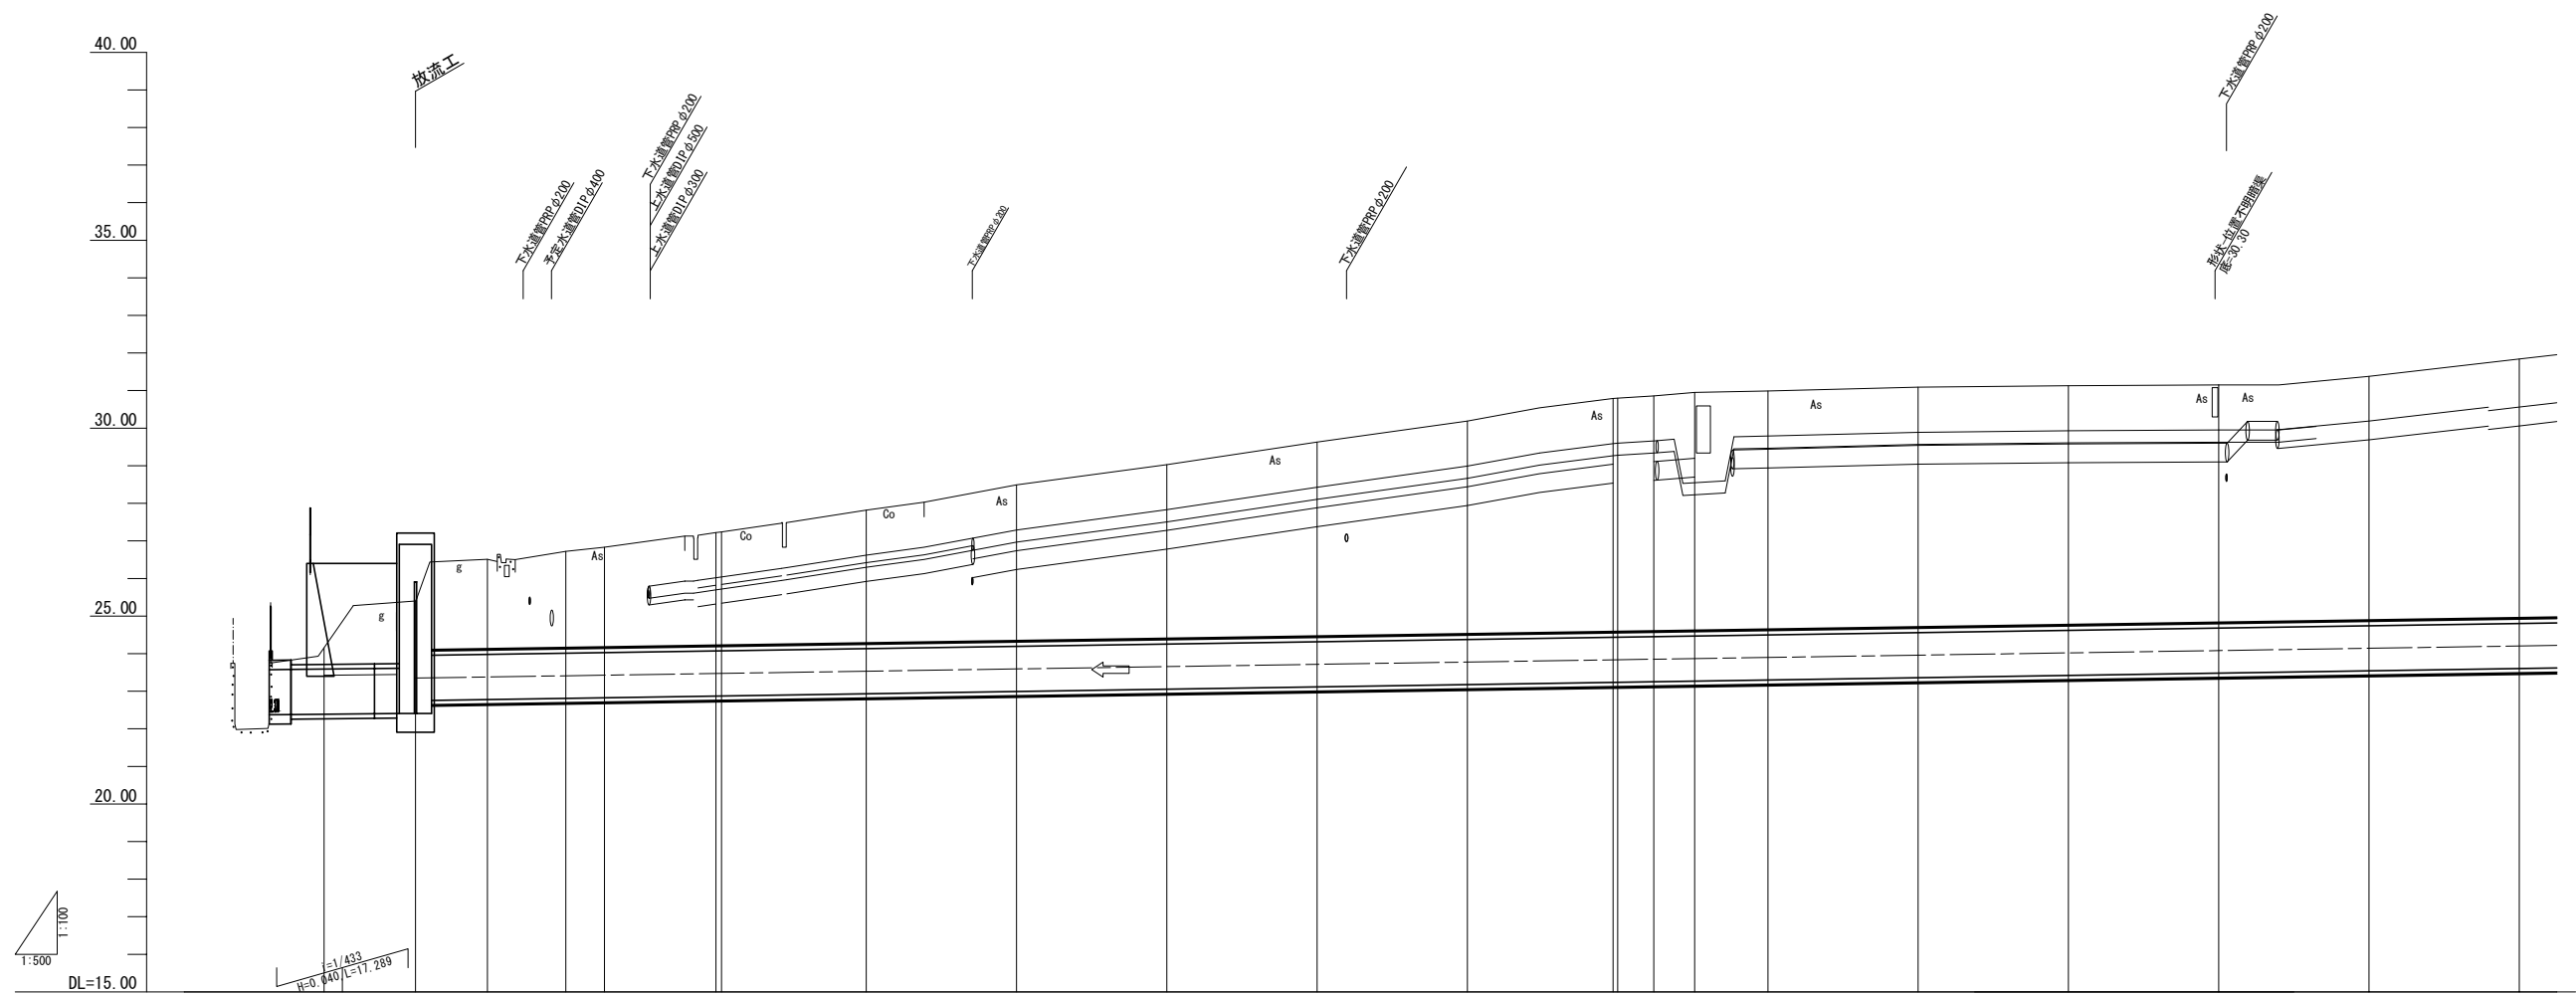 40.00
35.00
30.00
25.00
20.00
DL=15.00
放流工
下水道管PRPφ200
予定水道管DIPφ400
下水道管PRPφ200
上水道管DIPφ500
上水道管DIPφ300
下水道管PRPφ200
下水道管PRPφ200
下水道管PRPφ200
形状・位置不明暗渠
底=30.30
g
g
As
Co
Co
As
As
As
As
As
As
1:100
1:500
i=1/433
H=0.040 L=17.289